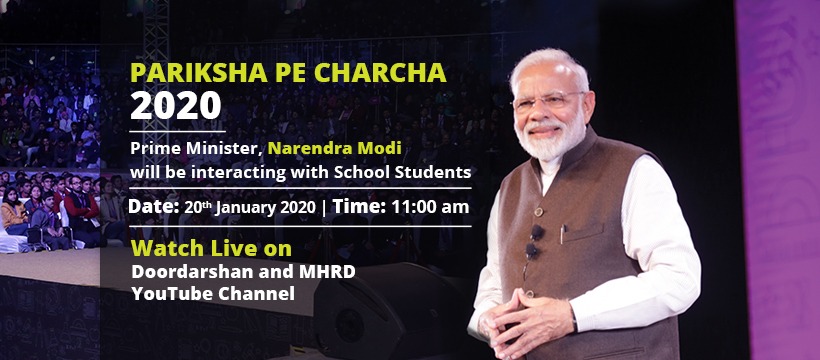 PARIKSHA PE CHARCHA
2020
Prime Minister, Narendra Modi
will be interacting with School Students
Date: 20th January 2020 | Time: 11:00 am
Watch Live on
Doordarshan and MHRD
YouTube Channel